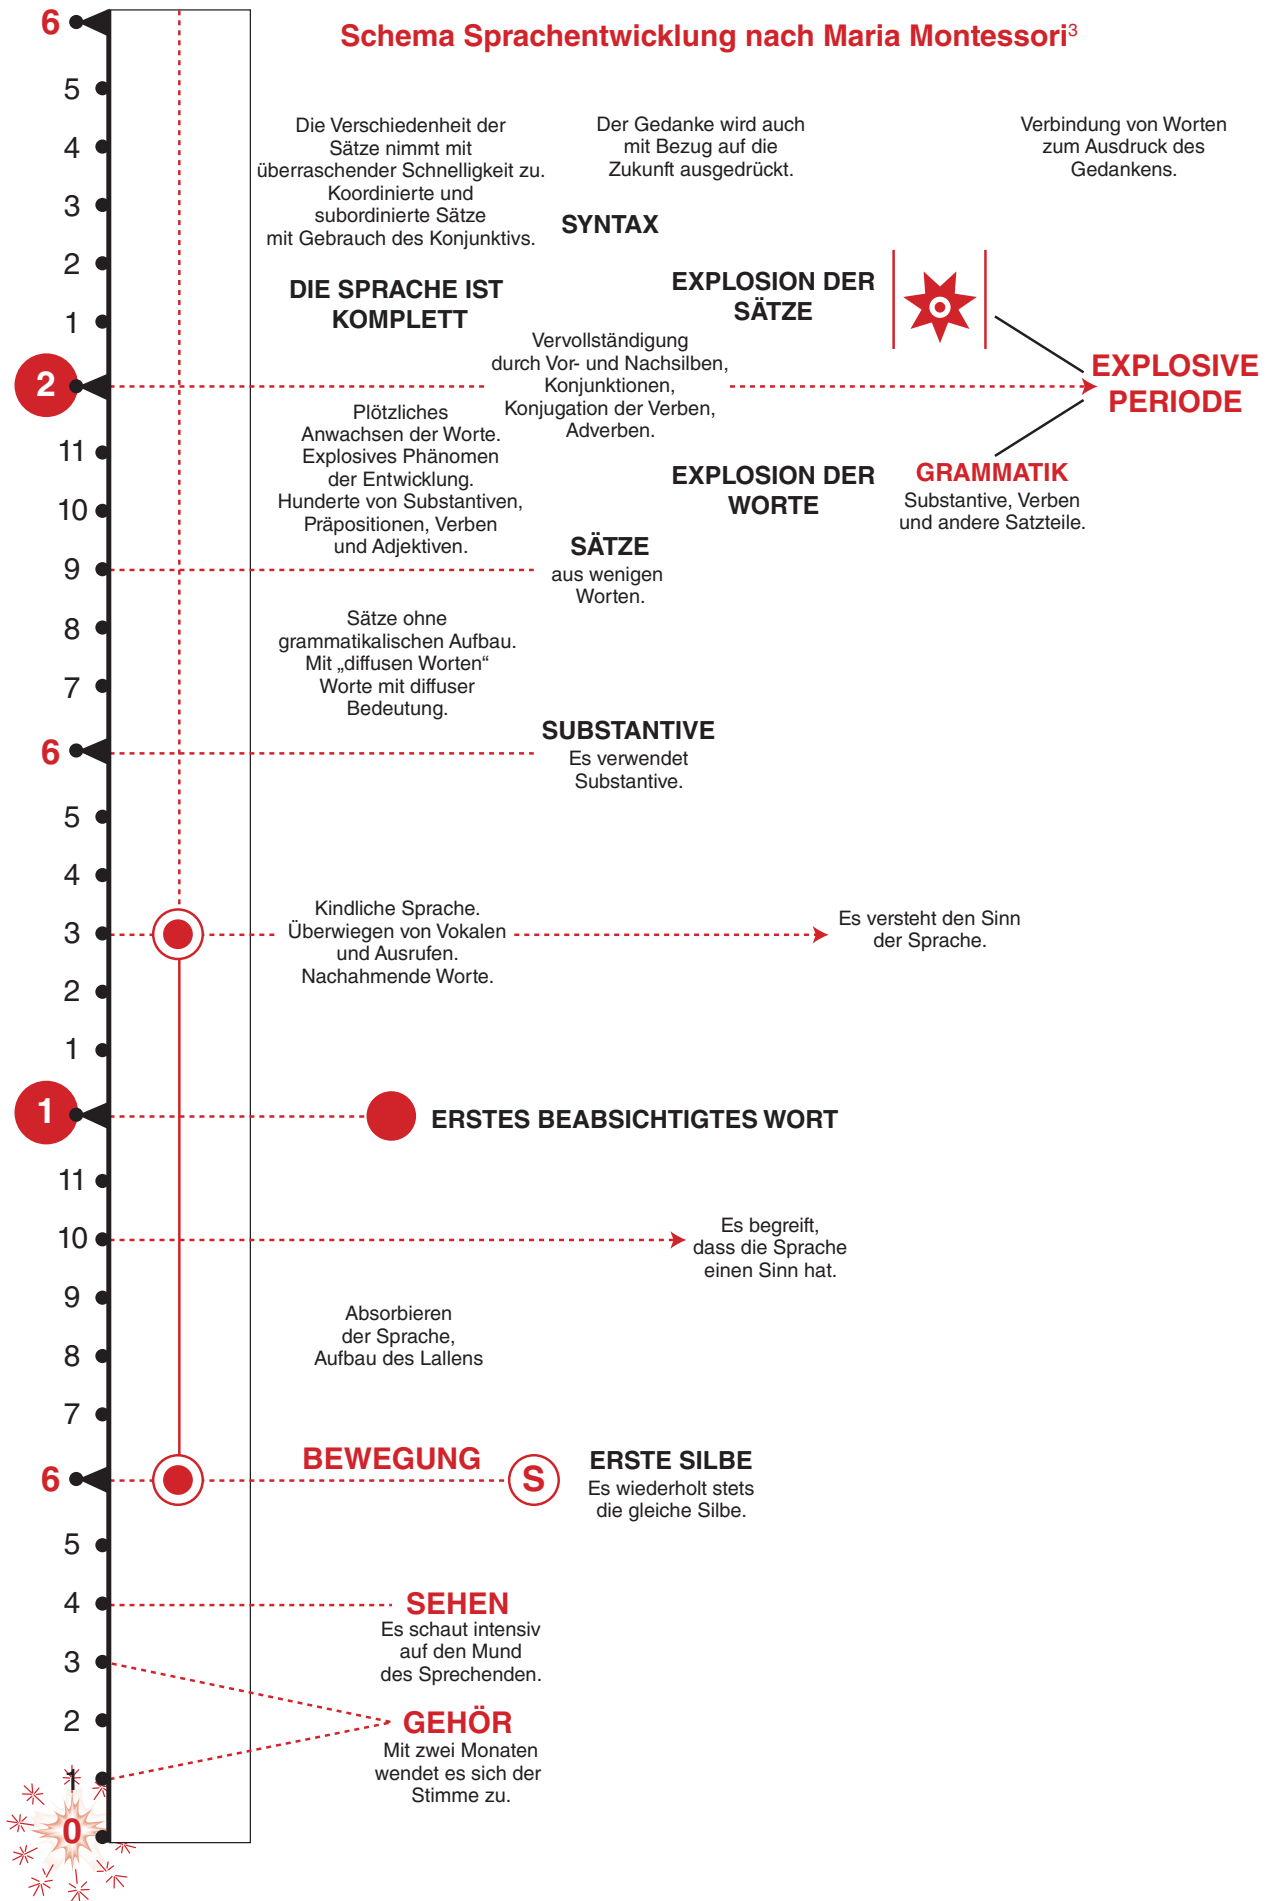 Schema Sprachentwicklung nach Maria Montessori³
6
5
4
3
2
1
2
11
10
9
8
7
6
5
4
3
2
1
1
11
10
9
8
7
6
5
4
3
2
1
0
Die Verschiedenheit der
Sätze nimmt mit
überraschender Schnelligkeit zu.
Koordinierte und
subordinierte Sätze
mit Gebrauch des Konjunktivs.
Der Gedanke wird auch
mit Bezug auf die
Zukunft ausgedrückt.
Verbindung von Worten
zum Ausdruck des
Gedankens.
SYNTAX
DIE SPRACHE IST
KOMPLETT
EXPLOSION DER
SÄTZE
Vervollständigung
durch Vor- und Nachsilben,
Konjunktionen,
Konjugation der Verben,
Adverben.
EXPLOSIVE
PERIODE
Plötzliches
Anwachsen der Worte.
Explosives Phänomen
der Entwicklung.
Hunderte von Substantiven,
Präpositionen, Verben
und Adjektiven.
EXPLOSION DER
WORTE
GRAMMATIK
Substantive, Verben
und andere Satzteile.
SÄTZE
aus wenigen
Worten.
Sätze ohne
grammatikalischen Aufbau.
Mit „diffusen Worten“
Worte mit diffuser
Bedeutung.
SUBSTANTIVE
Es verwendet
Substantive.
Kindliche Sprache.
Überwiegen von Vokalen
und Ausrufen.
Nachahmende Worte.
Es versteht den Sinn
der Sprache.
ERSTES BEABSICHTIGTES WORT
Es begreift,
dass die Sprache
einen Sinn hat.
Absorbieren
der Sprache,
Aufbau des Lallens
BEWEGUNG
S
ERSTE SILBE
Es wiederholt stets
die gleiche Silbe.
SEHEN
Es schaut intensiv
auf den Mund
des Sprechenden.
GEHÖR
Mit zwei Monaten
wendet es sich der
Stimme zu.